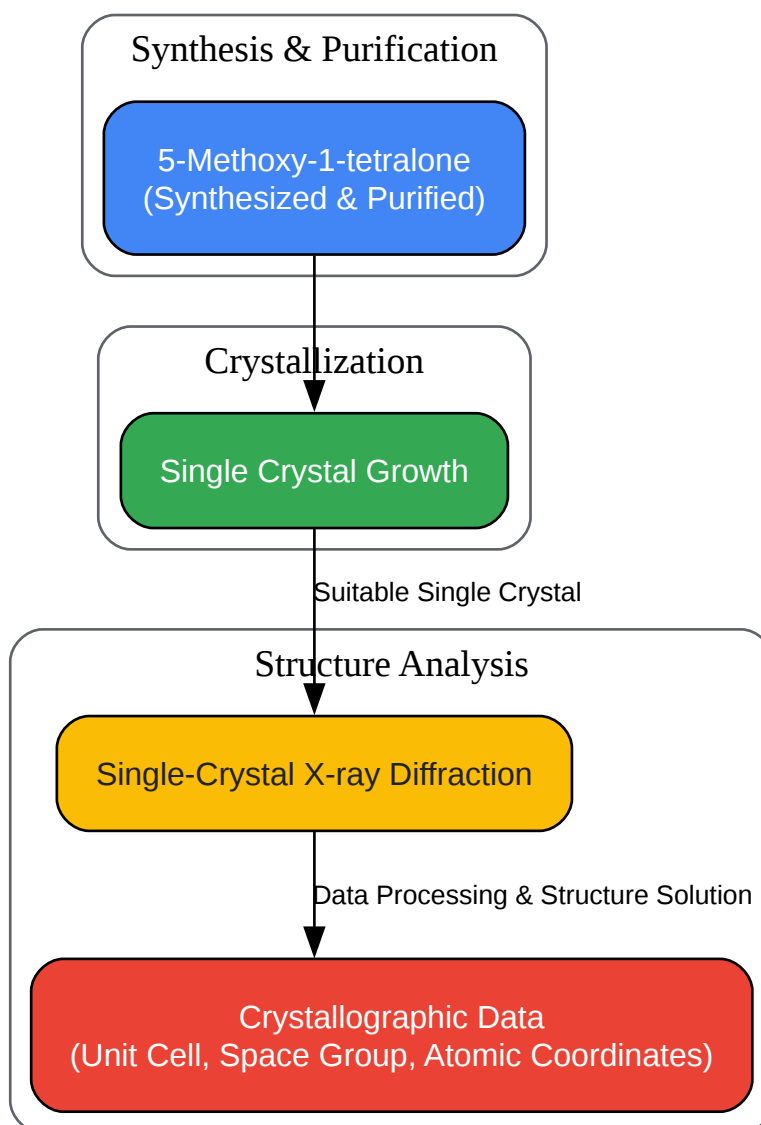 Synthesis & Purification
5-Methoxy-1-tetralone
(Synthesized & Purified)
Crystallization
Single Crystal Growth
Suitable Single Crystal
Structure Analysis
Single-Crystal X-ray Diffraction
Data Processing & Structure Solution
Crystallographic Data
(Unit Cell, Space Group, Atomic Coordinates)